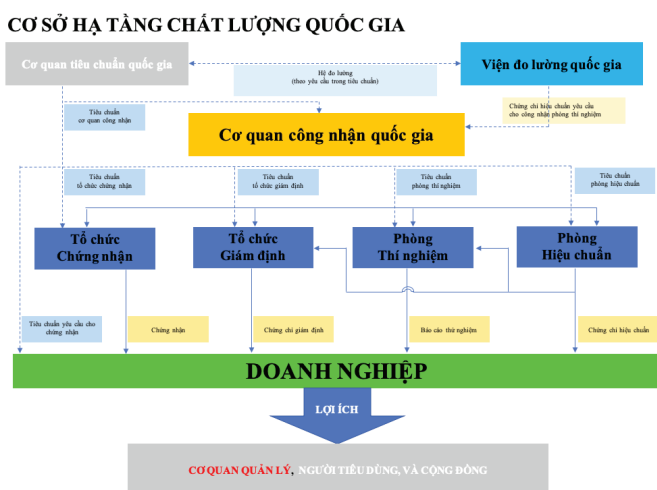 CƠ SỞ HẠ TẦNG CHẤT LƯỢNG QUỐC GIA
Cơ quan tiêu chuẩn quốc gia
Viện đo lường quốc gia
Hệ đo lường
(theo yêu cầu trong tiêu chuẩn)
Tiêu chuẩn
cơ quan công nhận
Chứng chỉ hiệu chuẩn yêu cầu
cho công nhận phòng thí nghiệm
Cơ quan công nhận quốc gia
Tiêu chuẩn
tổ chức chứng nhận
Tiêu chuẩn
tổ chức giám định
Tiêu chuẩn
phòng thí nghiệm
Tiêu chuẩn
phòng hiệu chuẩn
Tổ chức
Chứng nhận
Tổ chức
Giám định
Phòng
Thí nghiệm
Phòng
Hiệu chuẩn
Tiêu chuẩn yêu cầu cho
chứng nhận
Chứng nhận
Chứng chỉ giám định
Báo cáo thử nghiệm
Chứng chỉ hiệu chuẩn
DOANH NGHIỆP
LỢI ÍCH
CƠ QUAN QUẢN LÝ, NGƯỜI TIÊU DÙNG, VÀ CỘNG ĐỒNG